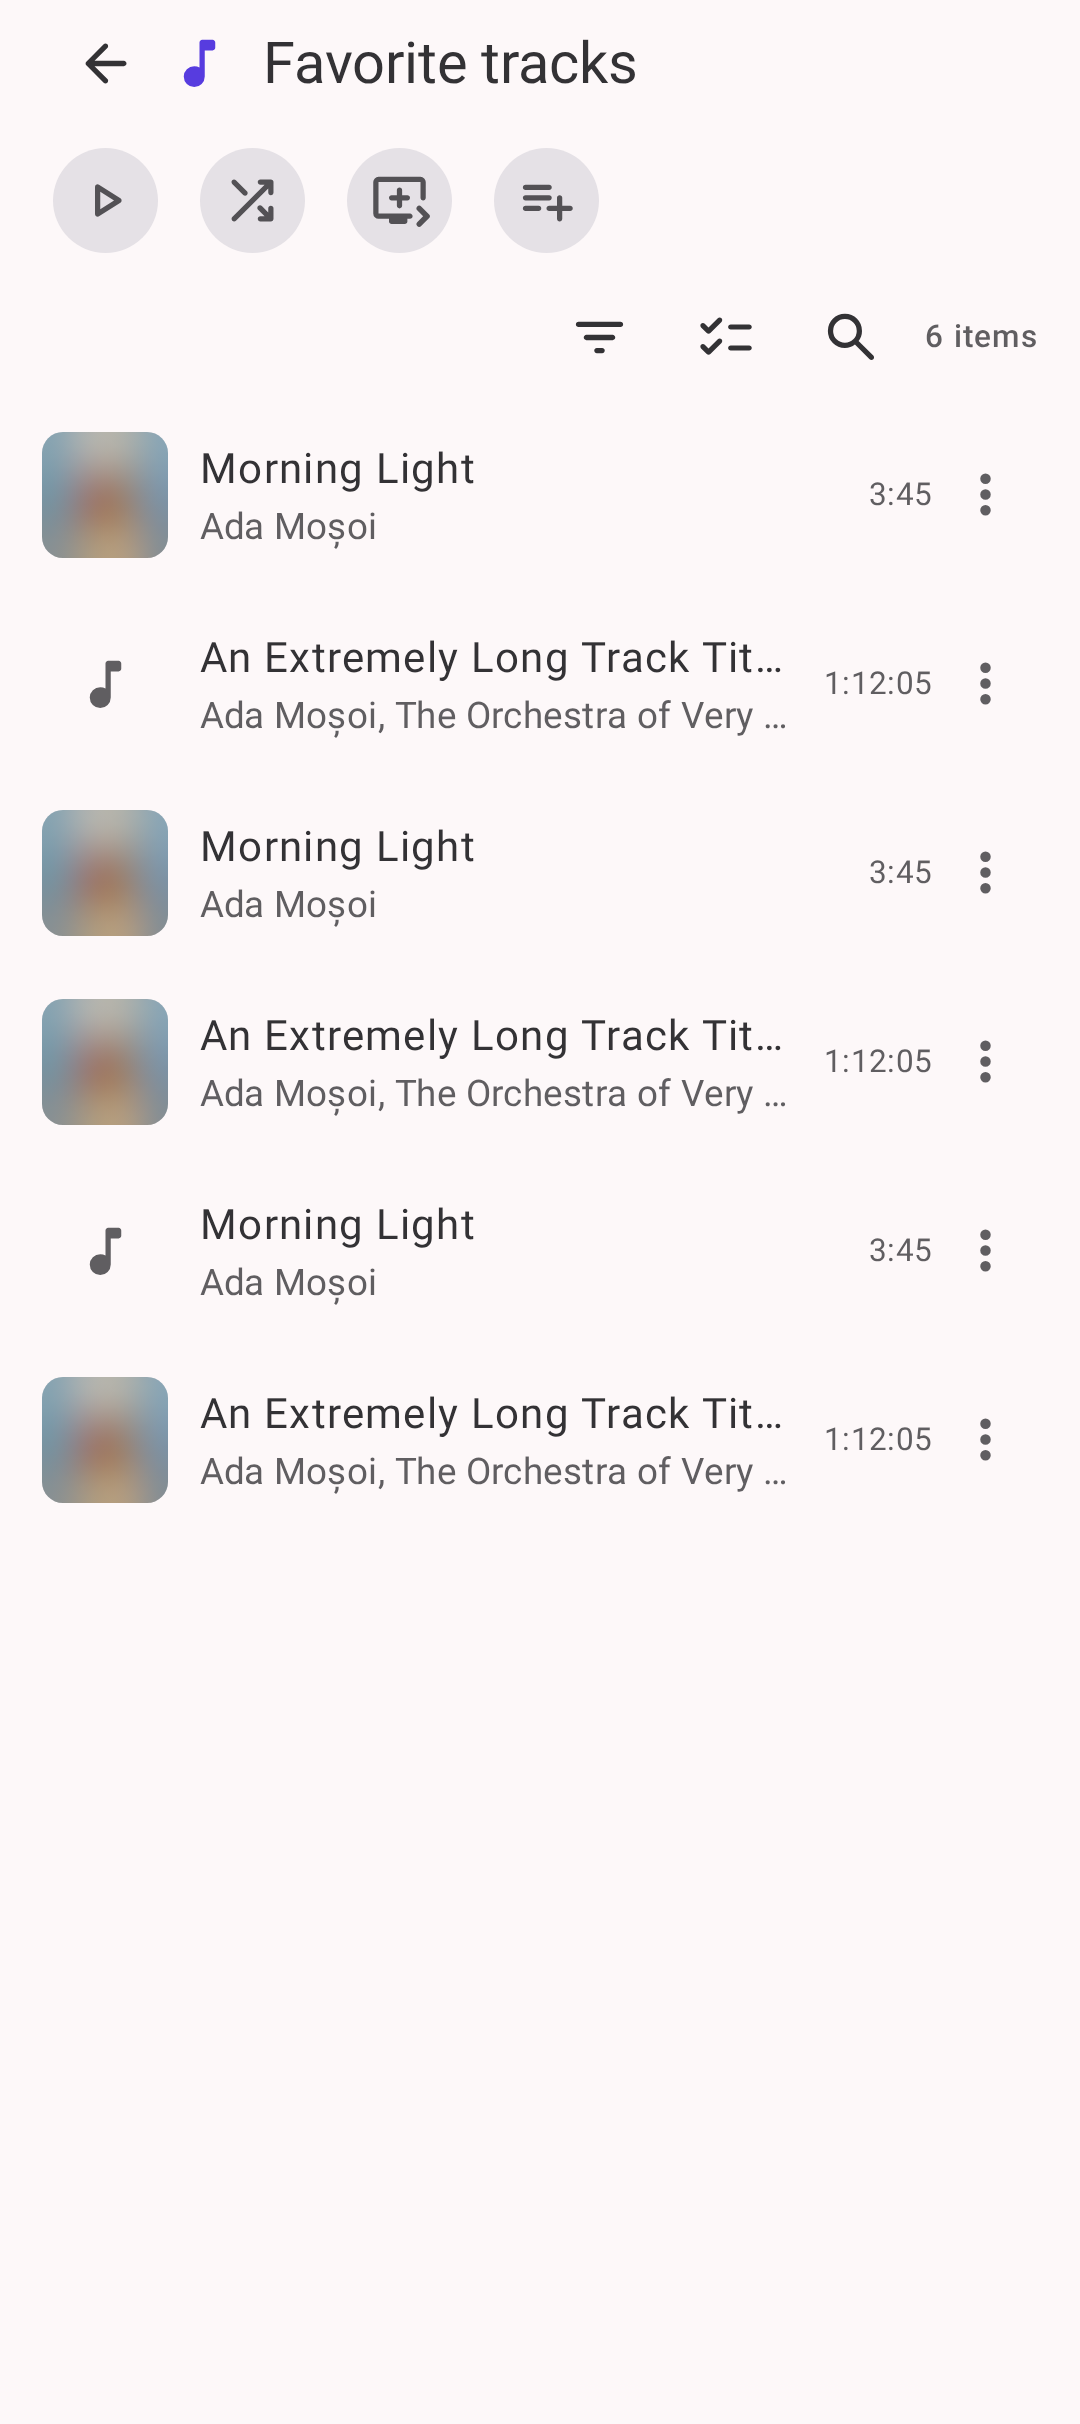 Favorite tracks
6 items
Morning Light
3:45
Ada Moșoi
An Extremely Long Track Tit…
1:12:05
Ada Moșoi, The Orchestra of Very …
Morning Light
3:45
Ada Moșoi
An Extremely Long Track Tit…
1:12:05
Ada Moșoi, The Orchestra of Very …
Morning Light
3:45
Ada Moșoi
An Extremely Long Track Tit…
1:12:05
Ada Moșoi, The Orchestra of Very …